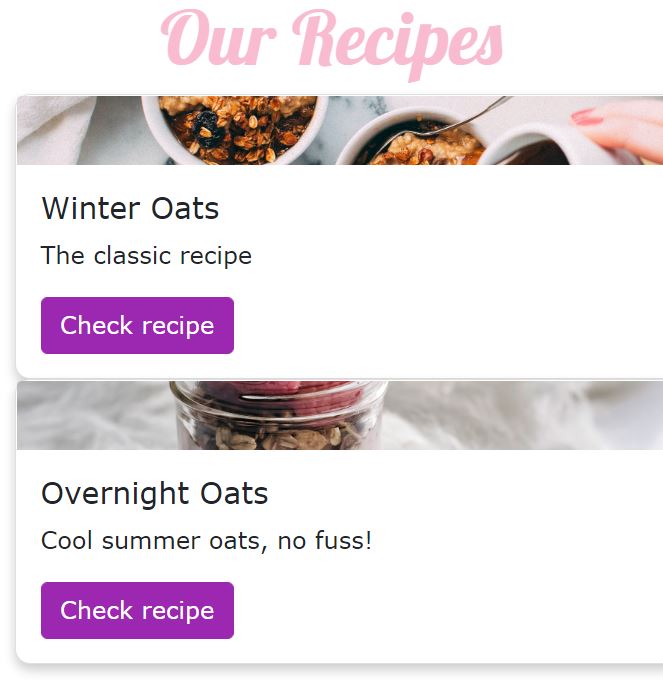 Our Recipes
Winter Oats
The classic recipe
Check recipe
Overnight Oats
Cool summer oats, no fuss!
Check recipe